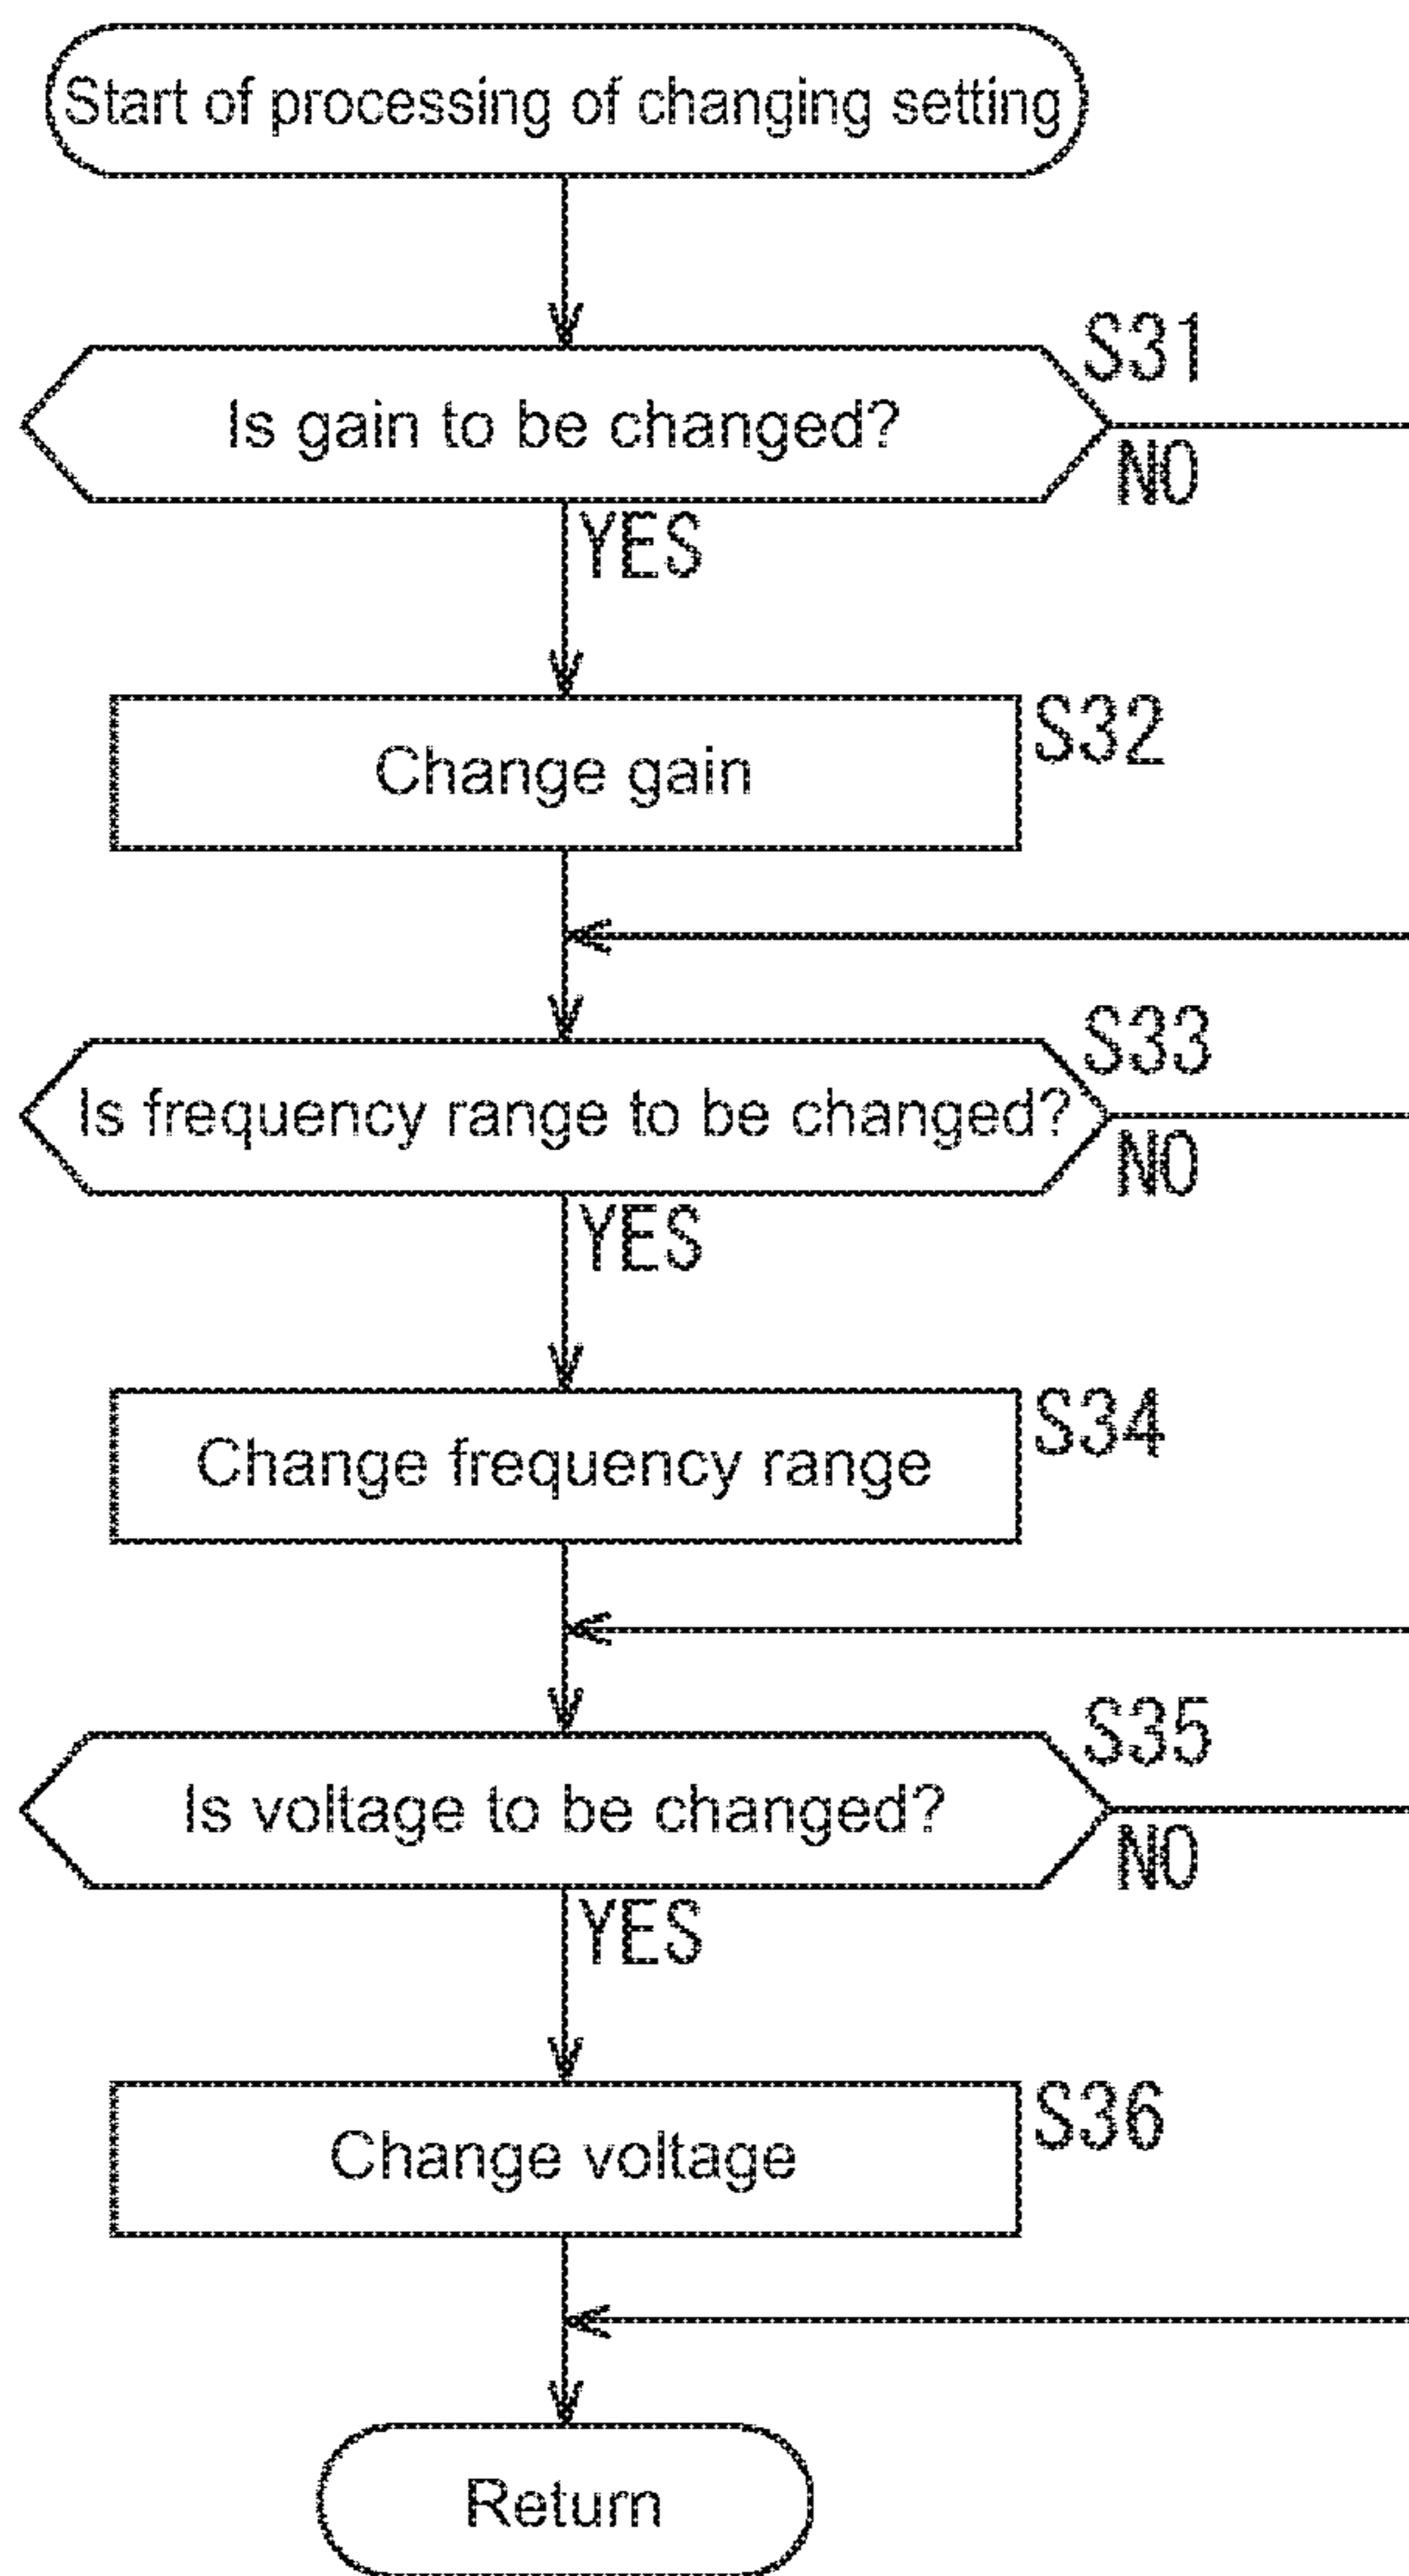 Start of processing of changing setting
S31
Is gain to be changed?
NO
YES
S32
Change gain
S33
Is frequency range to be changed?
NO
YES
S34
Change frequency range
S35
Is voltage to be changed?
NO
YES
S36
Change voltage
Return